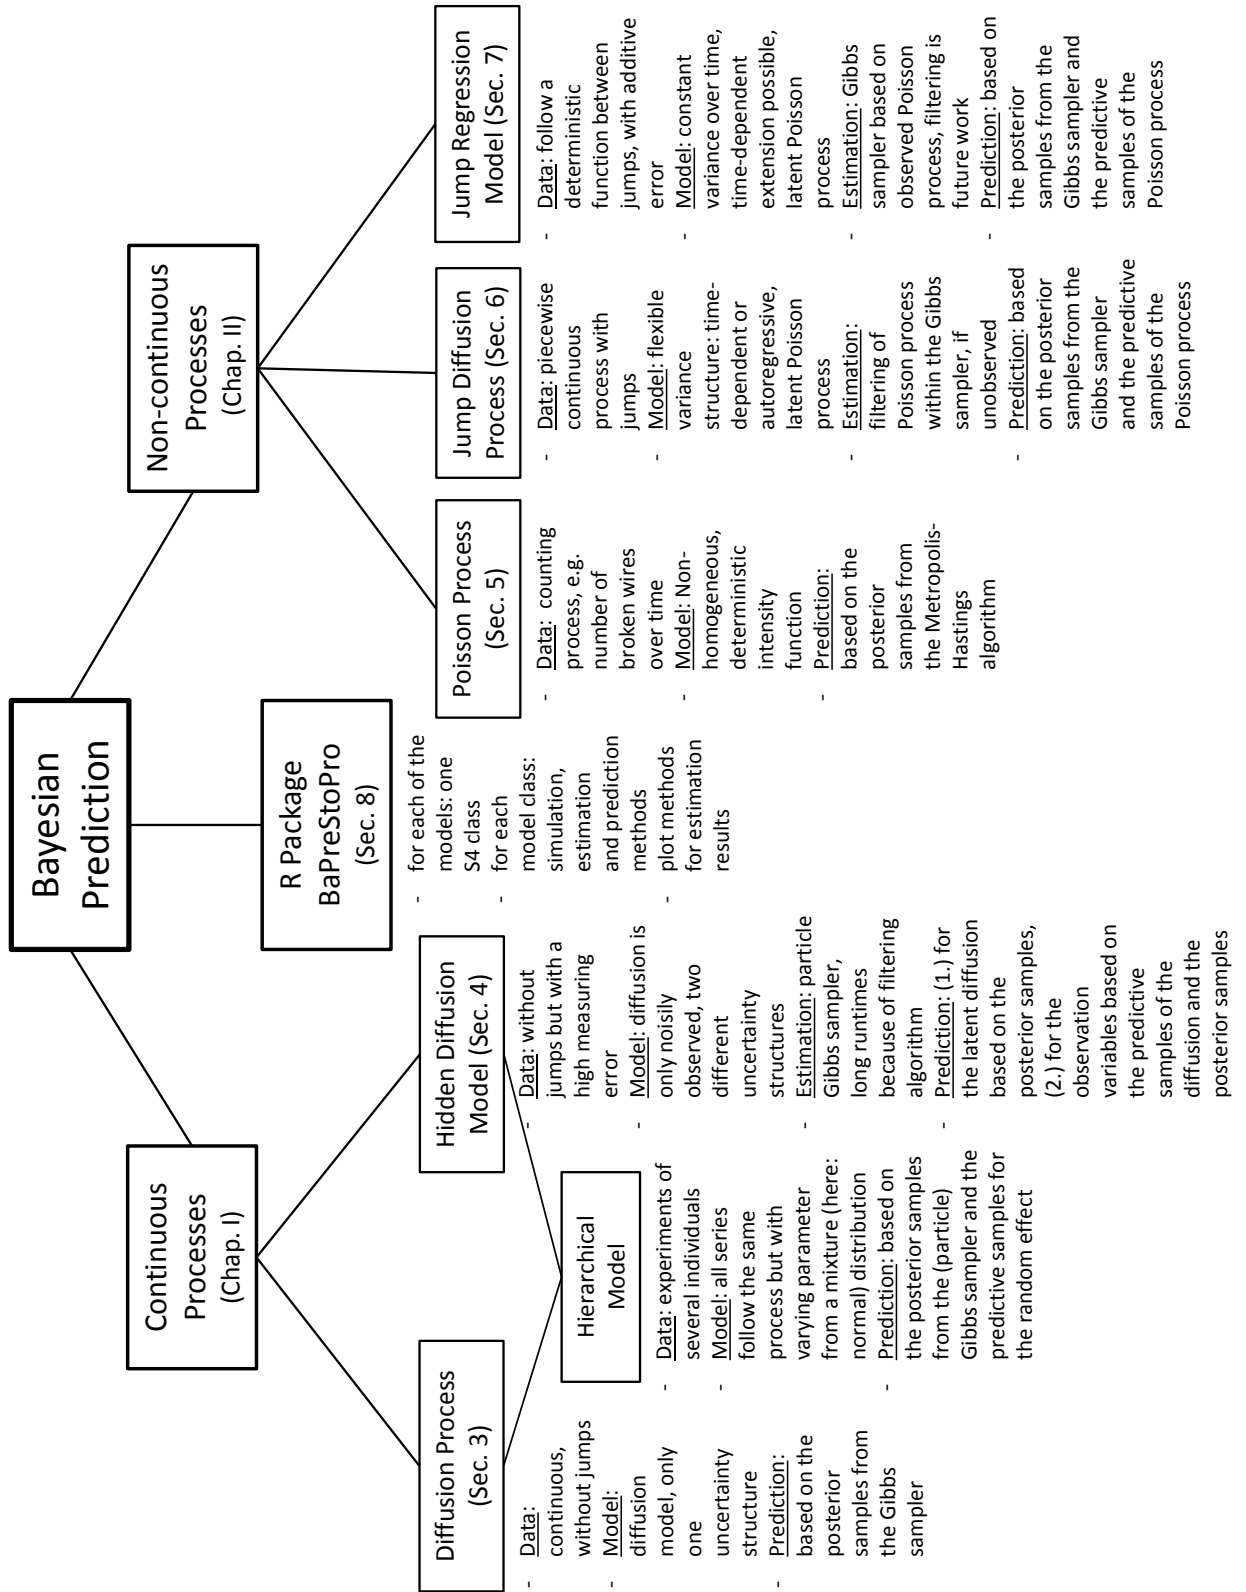 Bayesian
Prediction
Continuous
Processes
(Chap. I)
R Package
BaPreStoPro
(Sec. 8)
Non-continuous
Processes
(Chap. II)
Diffusion Process
(Sec. 3)
Hidden Diffusion
Model (Sec. 4)
Hierarchical
Model
Poisson Process
(Sec. 5)
Jump Diffusion
Process (Sec. 6)
Jump Regression
Model (Sec. 7)
- Data:
continuous,
without jumps
- Model:
diffusion
model, only
one
uncertainty
structure
- Prediction:
based on the
posterior
samples from
the Gibbs
sampler
- Data: experiments of
several individuals
- Model: all series
follow the same
process but with
varying parameter
from a mixture (here:
normal) distribution
- Prediction: based on
the posterior samples
from the (particle)
Gibbs sampler and the
predictive samples for
the random effect
- Data: without
jumps but with a
high measuring
error
- Model: diffusion is
only noisily
observed, two
different
uncertainty
structures
- Estimation: particle
Gibbs sampler,
long runtimes
because of filtering
algorithm
- Prediction: (1.) for
the latent diffusion
based on the
posterior samples,
(2.) for the
observation
variables based on
the predictive
samples of the
diffusion and the
posterior samples
- for each of the
models: one
S4 class
- for each
model class:
simulation,
estimation
and prediction
methods
- plot methods
for estimation
results
- Data: counting
process, e.g.
number of
broken wires
over time
- Model: Non-
homogeneous,
deterministic
intensity
function
- Prediction:
based on the
posterior
samples from
the Metropolis-
Hastings
algorithm
- Data: piecewise
continuous
process with
jumps
- Model: flexible
variance
structure: time-
dependent or
autoregressive,
latent Poisson
process
- Estimation:
filtering of
Poisson process
within the Gibbs
sampler, if
unobserved
- Prediction: based
on the posterior
samples from the
Gibbs sampler
and the predictive
samples of the
Poisson process
- Data: follow a
deterministic
function between
jumps, with additive
error
- Model: constant
variance over time,
time-dependent
extension possible,
latent Poisson
process
- Estimation: Gibbs
sampler based on
observed Poisson
process, filtering is
future work
- Prediction: based on
the posterior
samples from the
Gibbs sampler and
the predictive
samples of the
Poisson process